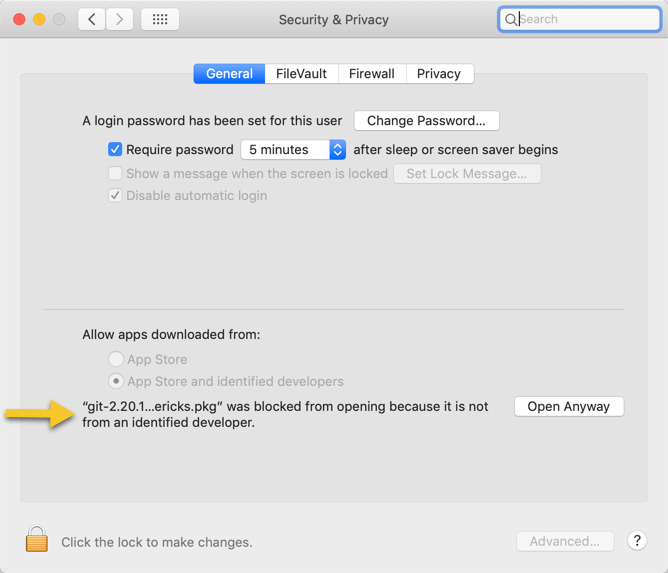 Security & Privacy
Search
General FileVault Firewall Privacy
A login password has been set for this user Change Password...
Require password 5 minutes after sleep or screen saver begins
Show a message when the screen is locked Set Lock Message...
Disable automatic login
Allow apps downloaded from:
App Store
App Store and identified developers
“git-2.20.1...ericks.pkg” was blocked from opening because it is not Open Anyway
from an identified developer.
Click the lock to make changes. Advanced... ?